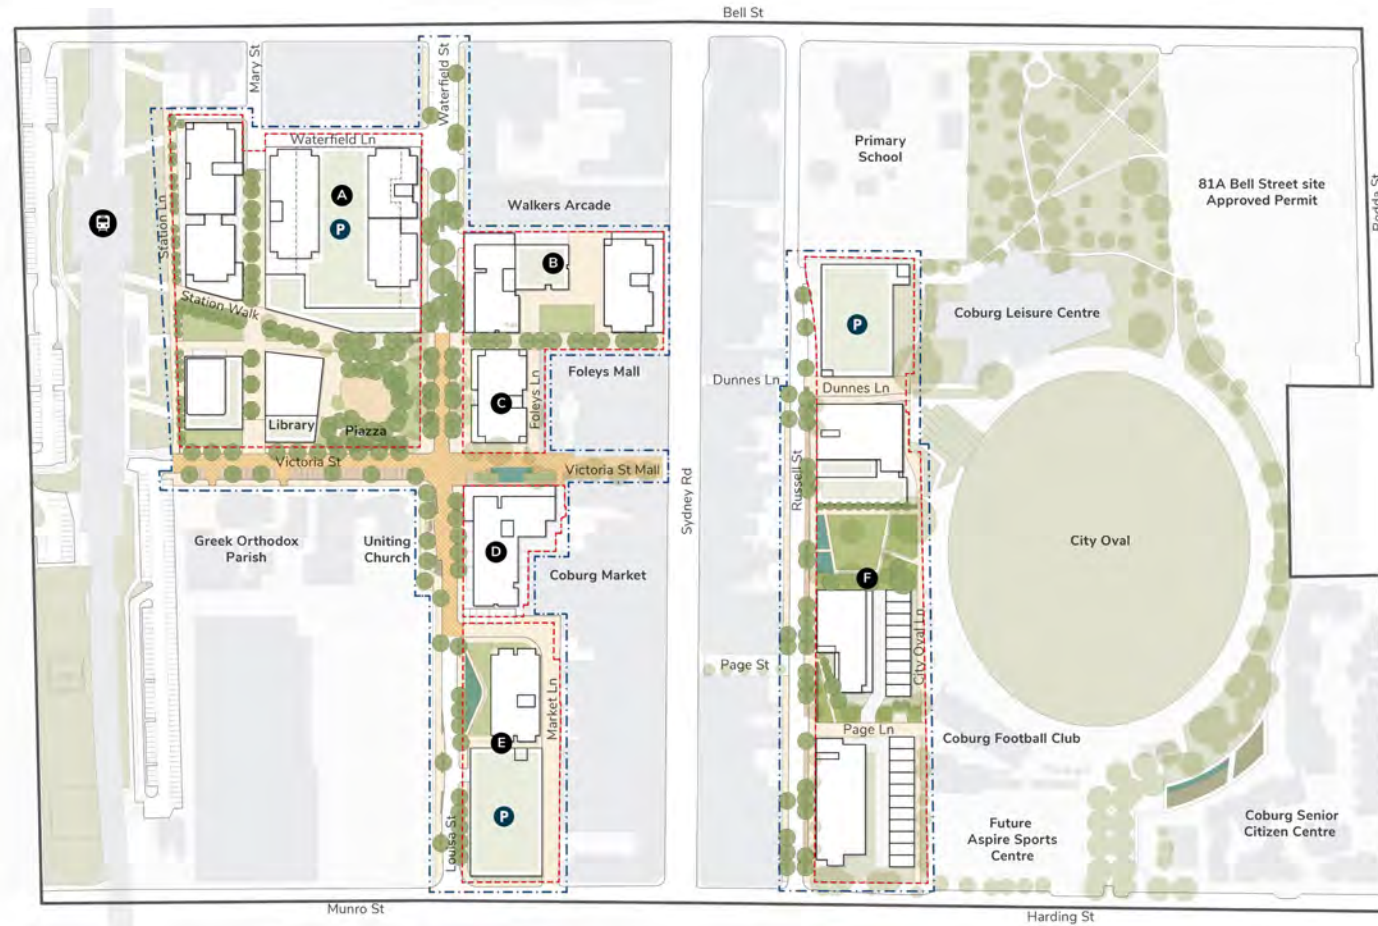 Bell St
Mary St
Waterfield St
Waterfield Ln
Primary
School
A
P
81A Bell Street site
Approved Permit
Station Ln
Walkers Arcade
B
Station Walk
Coburg Leisure Centre
P
Foleys Mall
Foleys Ln
Dunnes Ln
Dunnes Ln
C
Library
Piazza
Victoria St
Victoria St Mall
Sydney Rd
Russell St
Greek Orthodox
Parish
Uniting
Church
D
Coburg Market
City Oval
F
City Oval Ln
Page St
Market Ln
Page Ln
E
Coburg Football Club
P
Louisa St
Future
Aspire Sports
Centre
Coburg Senior
Citizen Centre
Munro St
Harding St